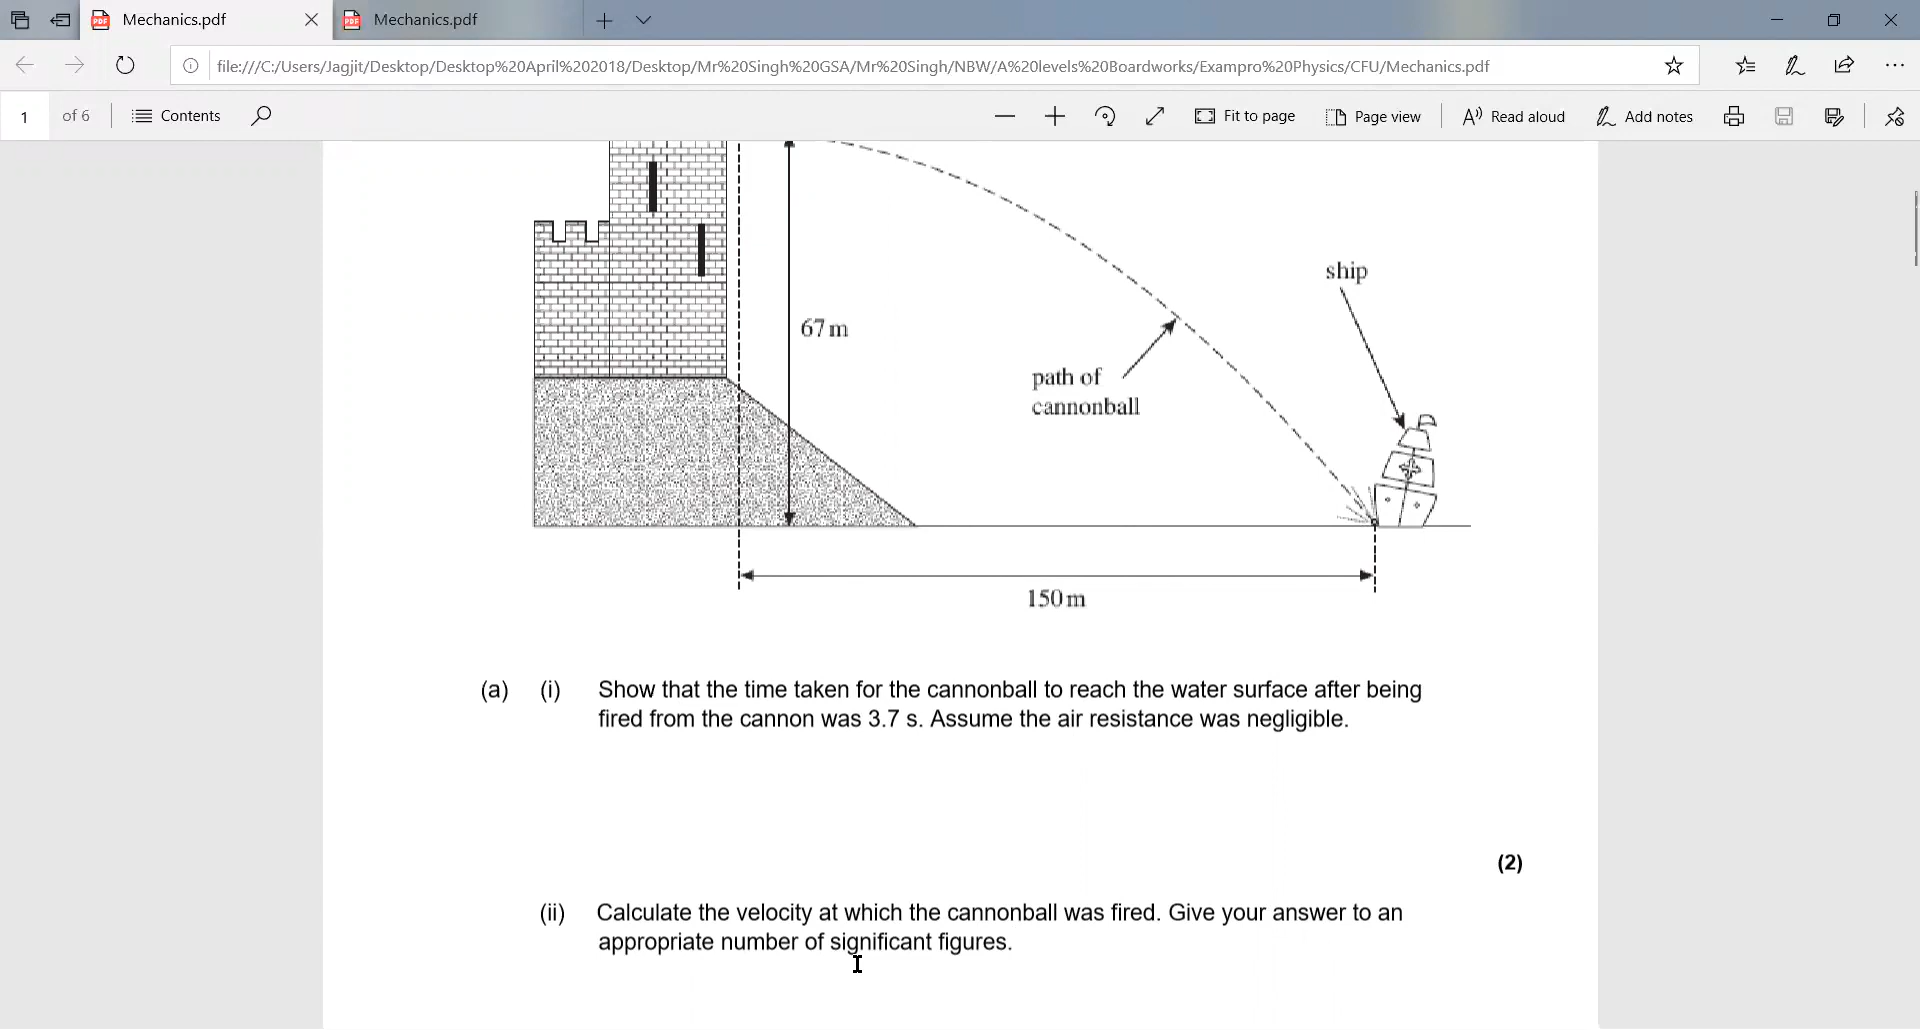 Mechanics.pdf
Mechanics.pdf
file:///C:/Users/Jagjit/Desktop/Desktop%20April%202018/Desktop/Mr%20Singh%20GSA/Mr%20Singh/NBW/A%20levels%20Boardworks/Exampro%20Physics/CFU/Mechanics.pdf
1 of 6 Contents Fit to page Page view Read aloud Add notes
ship
67 m
path of
cannonball
150 m
(a) (i) Show that the time taken for the cannonball to reach the water surface after being
fired from the cannon was 3.7 s. Assume the air resistance was negligible.
(2)
(ii) Calculate the velocity at which the cannonball was fired. Give your answer to an
appropriate number of significant figures.